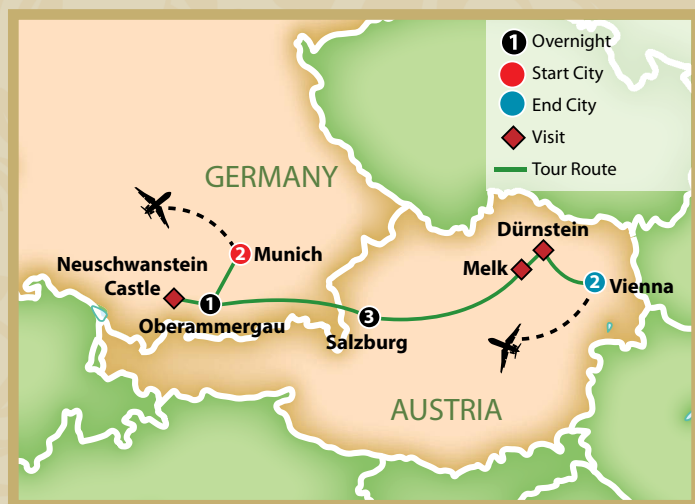 1 Overnight
Start City
End City
Visit
Tour Route
GERMANY
Dürnstein
2 Munich
Neuschwanstein
Castle
Melk
2 Vienna
1
Oberammergau
3
Salzburg
AUSTRIA